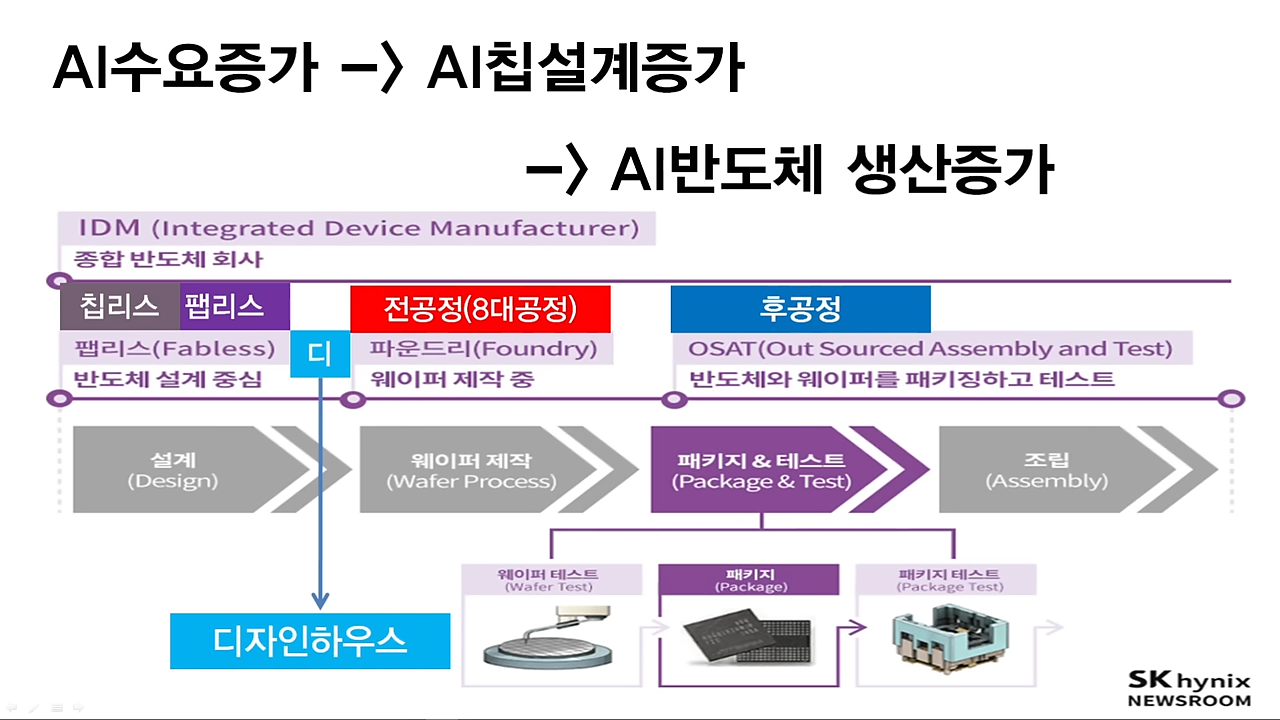 AI수요증가 –> AI칩설계증가
–> AI반도체 생산증가
IDM (Integrated Device Manufacturer)
종합 반도체 회사
칩리스 팹리스
전공정(8대공정)
후공정
팹리스(Fabless)
반도체 설계 중심
디
파운드리(Foundry)
웨이퍼 제작 중
OSAT(Out Sourced Assembly and Test)
반도체와 웨이퍼를 패키징하고 테스트
설계
(Design)
웨이퍼 제작
(Wafer Process)
패키지 & 테스트
(Package & Test)
조립
(Assembly)
웨이퍼 테스트
(Wafer Test)
패키지
(Package)
패키지 테스트
(Package Test)
디자인하우스
SK hynix
NEWSROOM